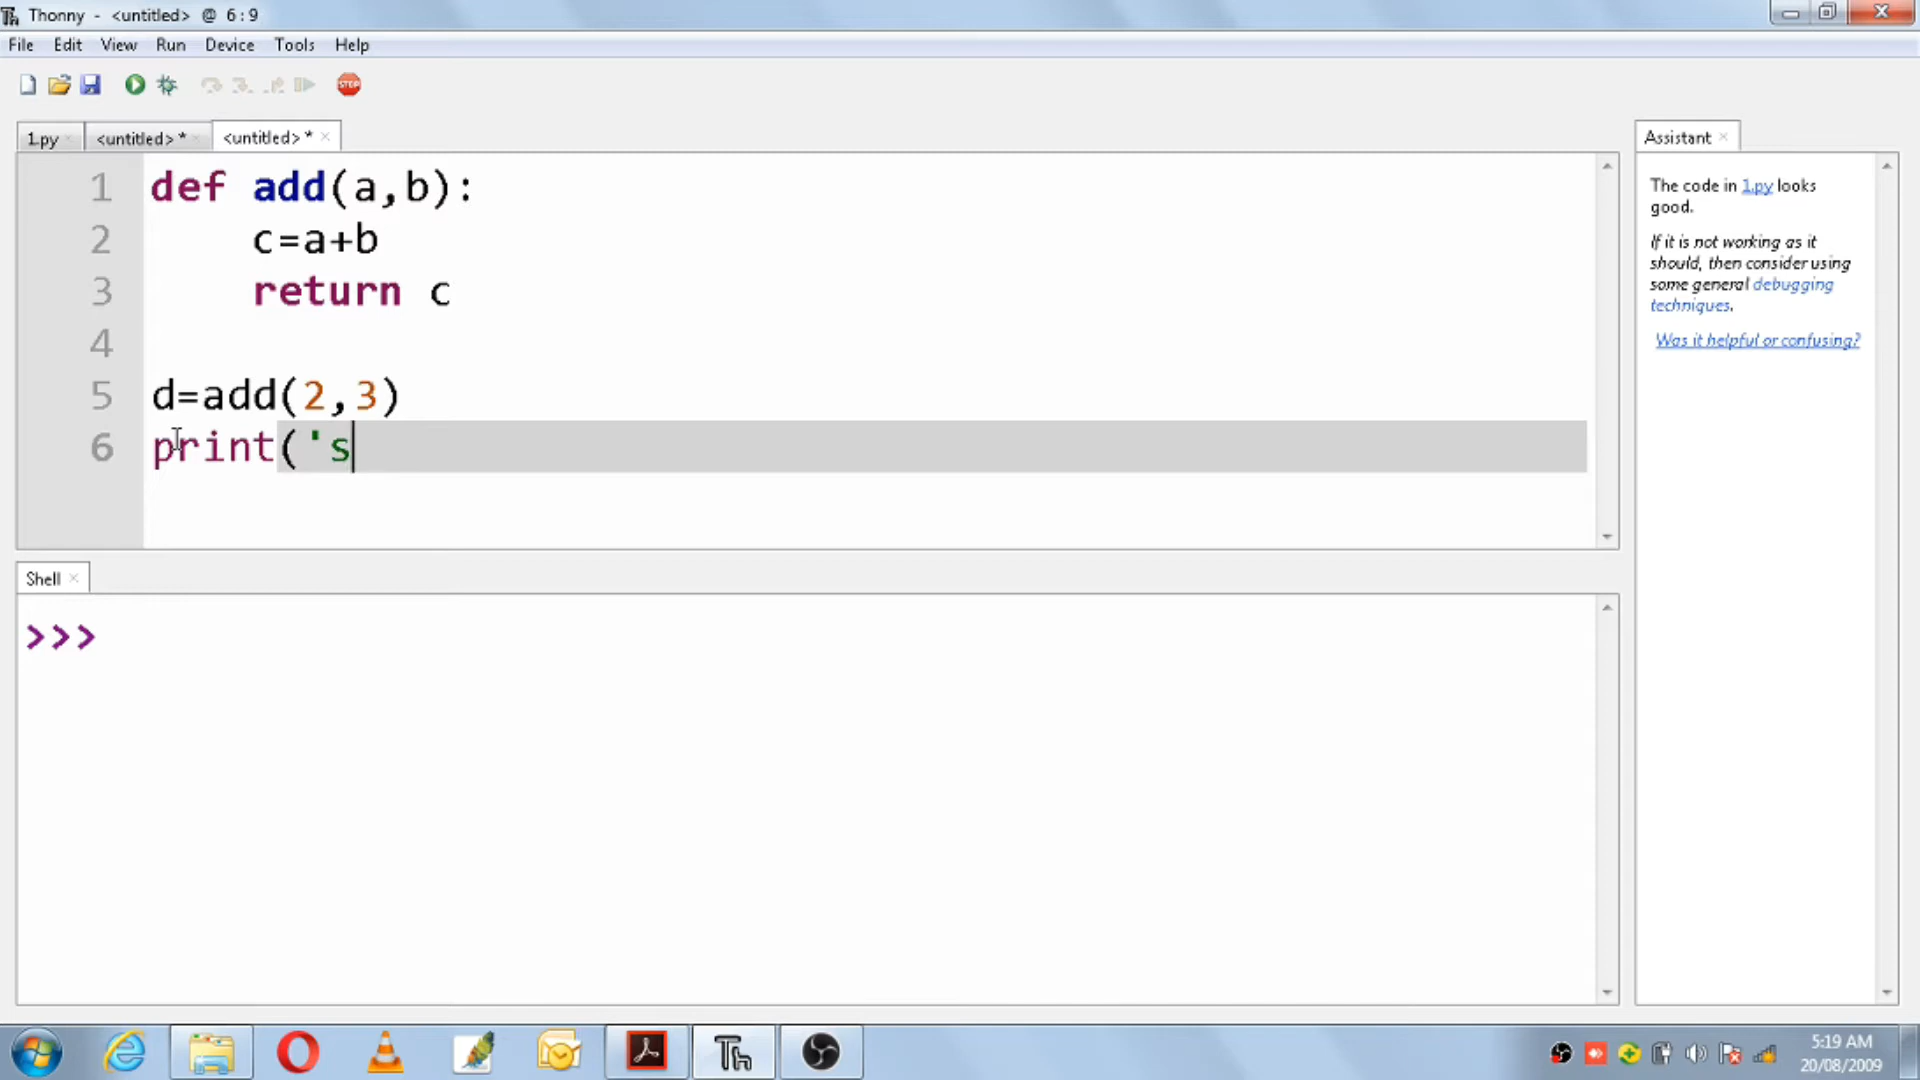 Thonny - <untitled> @ 6:9
File Edit View Run Device Tools Help
STOP
1.py <untitled> * <untitled> *
1 def add(a,b):
2 c=a+b
3 return c
4
5 d=add(2,3)
6 print('s
Shell
>>>
Assistant
The code in 1.py looks
good.
If it is not working as it
should, then consider using
some general debugging
techniques.
Was it helpful or confusing?
5:19 AM
20/08/2009